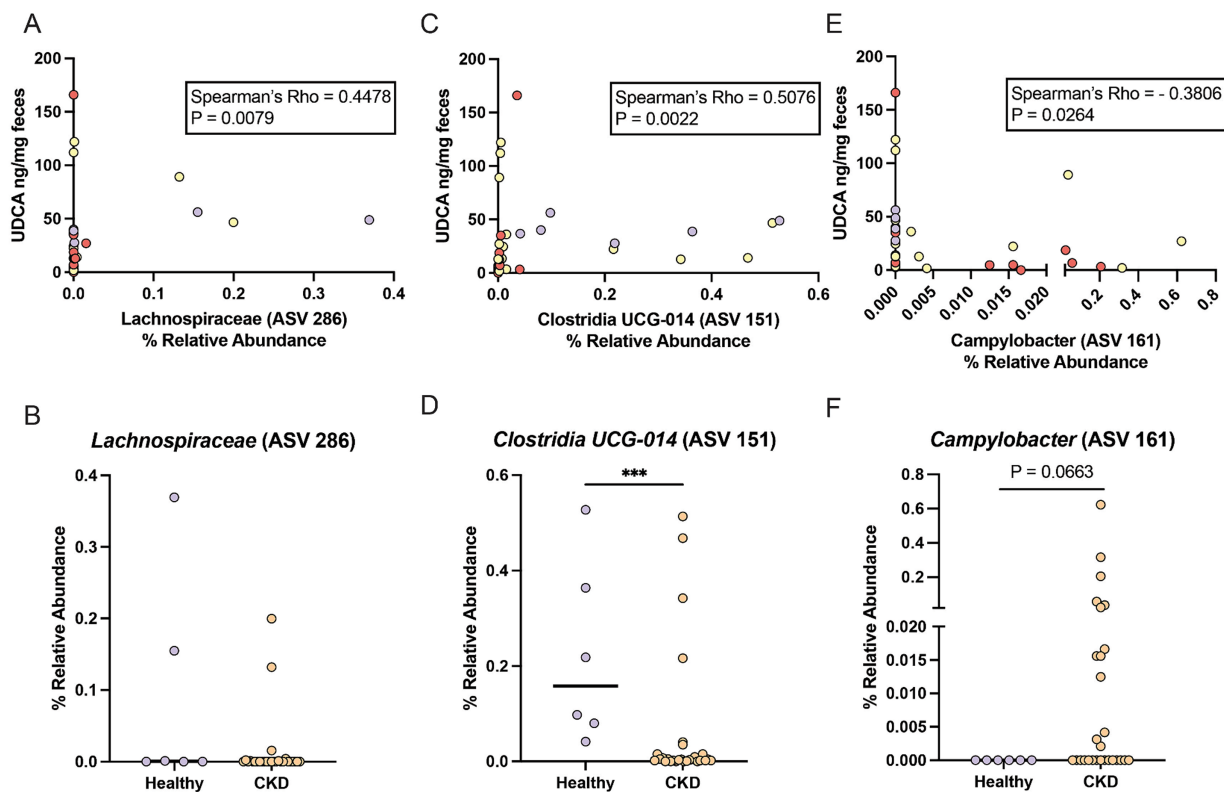 A
200
150
100
50
0
UDCA ng/mg feces
Spearman's Rho = 0.4478
P = 0.0079
0.0 0.1 0.2 0.3 0.4
Lachnospiraceae (ASV 286)
% Relative Abundance
C
200
150
100
50
0
UDCA ng/mg feces
Spearman's Rho = 0.5076
P = 0.0022
0.0 0.2 0.4 0.6
Clostridia UCG-014 (ASV 151)
% Relative Abundance
E
200
150
100
50
0
UDCA ng/mg feces
Spearman's Rho = - 0.3806
P = 0.0264
0.000 0.005 0.010 0.015 0.020 0.2 0.4 0.6 0.8
Campylobacter (ASV 161)
% Relative Abundance
B
Lachnospiraceae (ASV 286)
0.4
0.3
0.2
0.1
0.0
% Relative Abundance
Healthy CKD
D
Clostridia UCG-014 (ASV 151)
***
0.6
0.4
0.2
0.0
% Relative Abundance
Healthy CKD
F
Campylobacter (ASV 161)
P = 0.0663
0.8
0.6
0.4
0.2
0.020
0.015
0.010
0.005
0.000
% Relative Abundance
Healthy CKD